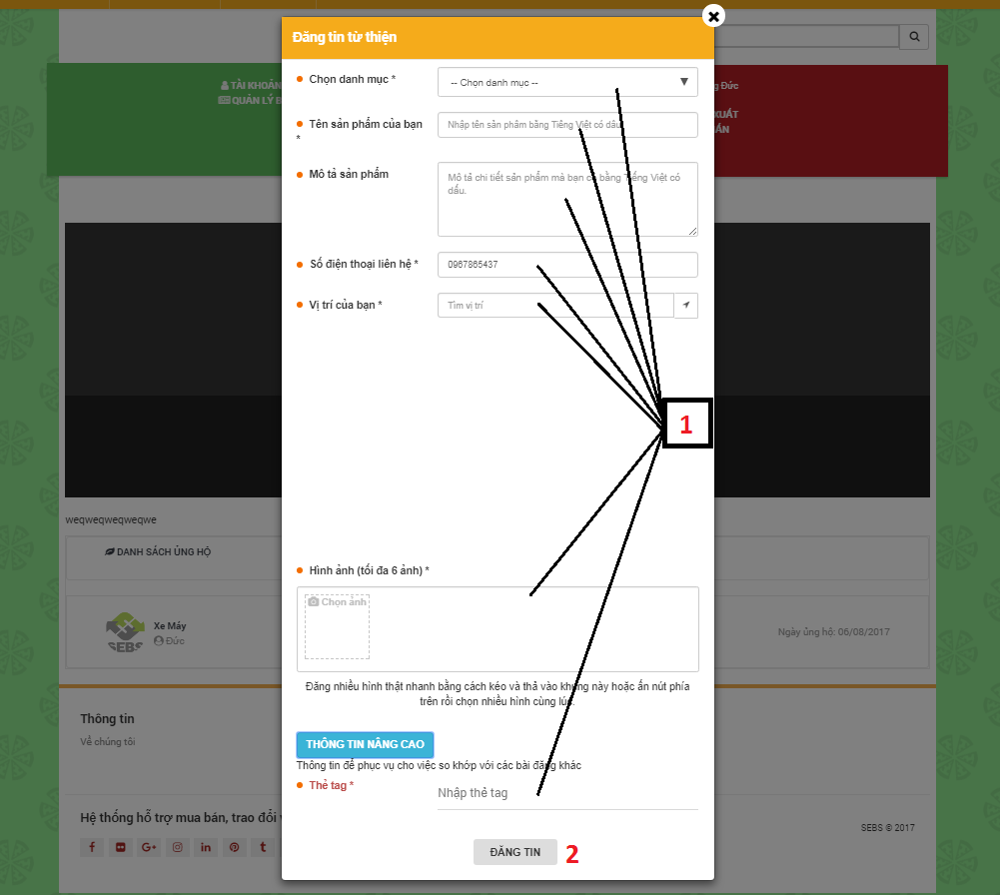 Đăng tin từ thiện
TÀI KHOẢN
QUẢN LÝ B
g Đức
XUẤT
ÁN
Chọn danh mục *
-- Chọn danh mục --
Tên sản phẩm của bạn
*
Nhập tên sản phẩm bằng Tiếng Việt có dấu
Mô tả sản phẩm
Mô tả chi tiết sản phẩm mà bạn có bằng Tiếng Việt có
dấu.
Số điện thoại liên hệ *
0967865437
Vị trí của bạn *
Tìm vị trí
1
weqweqweqweqwe
DANH SÁCH ỦNG HỘ
Hình ảnh (tối đa 6 ảnh) *
Chọn ảnh
Xe Máy
Đức
SEBS
Ngày ủng hộ: 06/08/2017
Đăng nhiều hình thật nhanh bằng cách kéo và thả vào khung này hoặc ấn nút phía
trên rồi chọn nhiều hình cùng lúc.
Thông tin
Về chúng tôi
THÔNG TIN NÂNG CAO
Thông tin để phục vụ cho việc so khớp với các bài đăng khác
Thẻ tag *
Nhập thẻ tag
Hệ thống hỗ trợ mua bán, trao đổi v
SEBS © 2017
ĐĂNG TIN
2